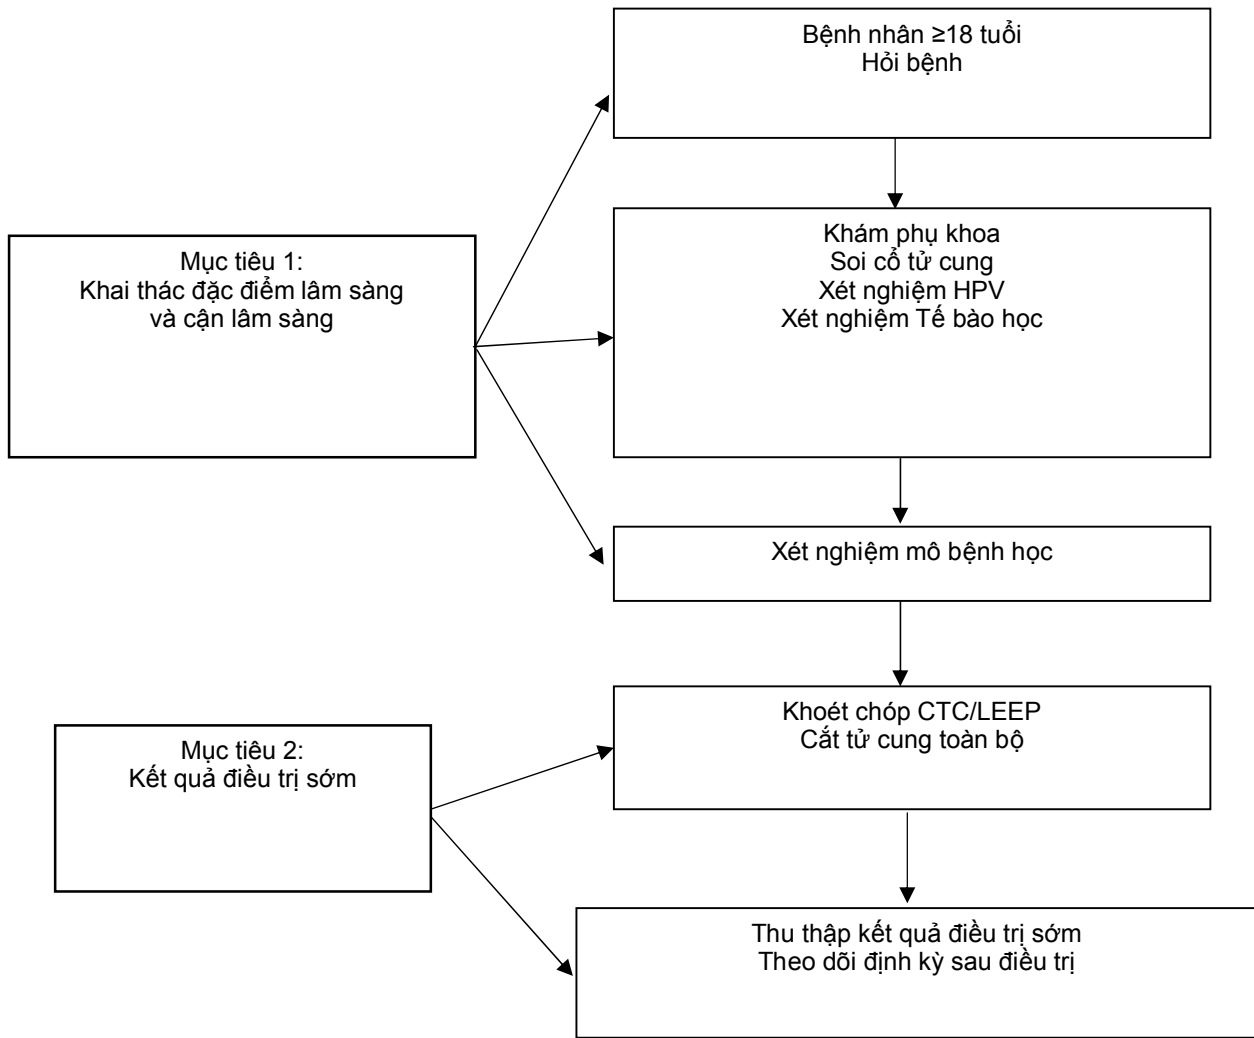 Bệnh nhân ≥18 tuổi
Hỏi bệnh
Mục tiêu 1:
Khai thác đặc điểm lâm sàng
và cận lâm sàng
Khám phụ khoa
Soi cổ tử cung
Xét nghiệm HPV
Xét nghiệm Tế bào học
Xét nghiệm mô bệnh học
Mục tiêu 2:
Kết quả điều trị sớm
Khoét chóp CTC/LEEP
Cắt tử cung toàn bộ
Thu thập kết quả điều trị sớm
Theo dõi định kỳ sau điều trị